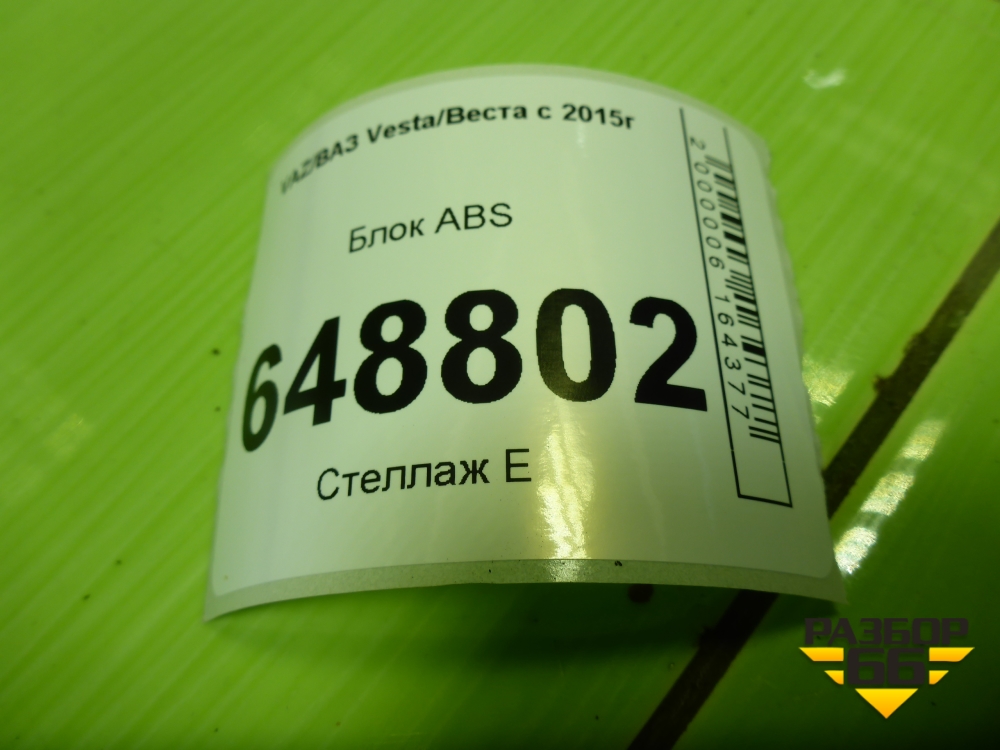 VAZ/ВАЗ Vesta/Веста с 2015г
Блок ABS
648802
Стеллаж Е
2000006164377
РАЗБОР
66